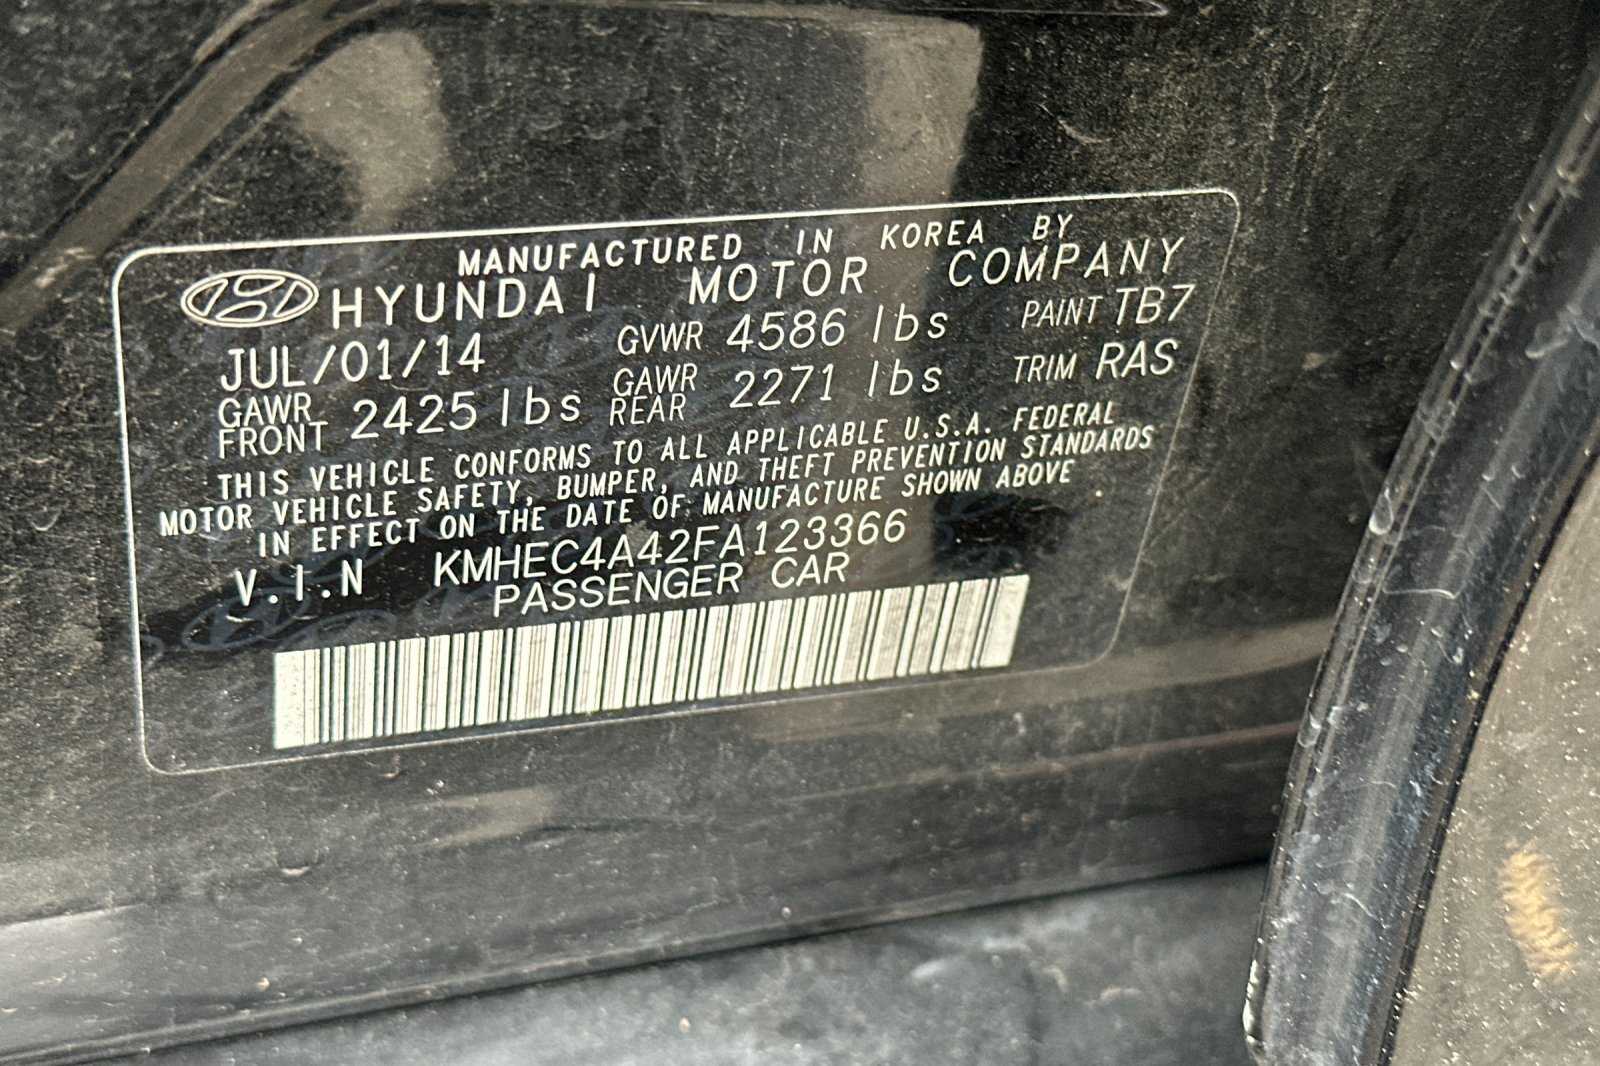 MANUFACTURED IN KOREA BY
HYUNDAI MOTOR COMPANY
JUL/01/14 GVWR 4586 lbs PAINT TB7
GAWR FRONT 2425 lbs GAWR REAR 2271 lbs TRIM RAS
THIS VEHICLE CONFORMS TO ALL APPLICABLE U.S.A. FEDERAL
MOTOR VEHICLE SAFETY, BUMPER, AND THEFT PREVENTION STANDARDS
IN EFFECT ON THE DATE OF MANUFACTURE SHOWN ABOVE
V.I.N KMHEC4A42FA123366
PASSENGER CAR